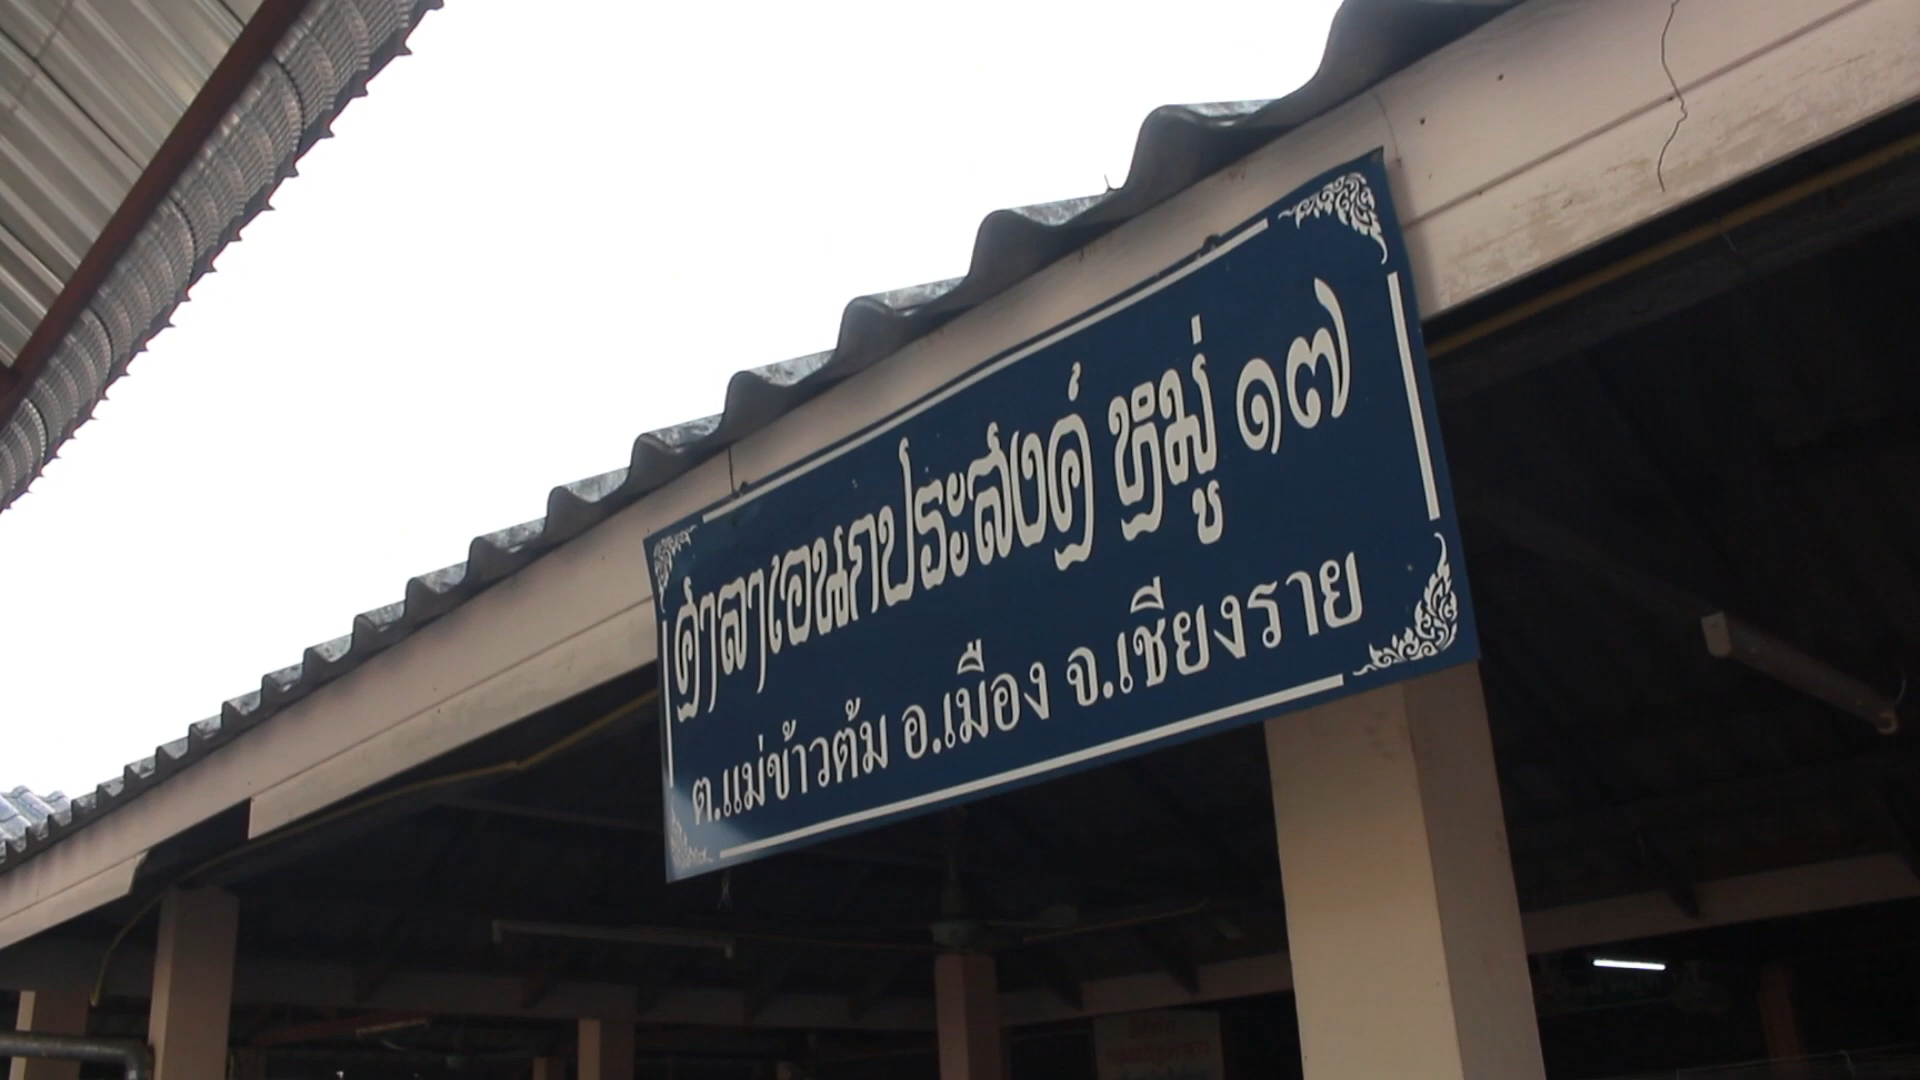 ศาลาเอนกประสงค์ หมู่ ๑๗
ต.แม่ข้าวต้ม อ.เมือง จ.เชียงราย